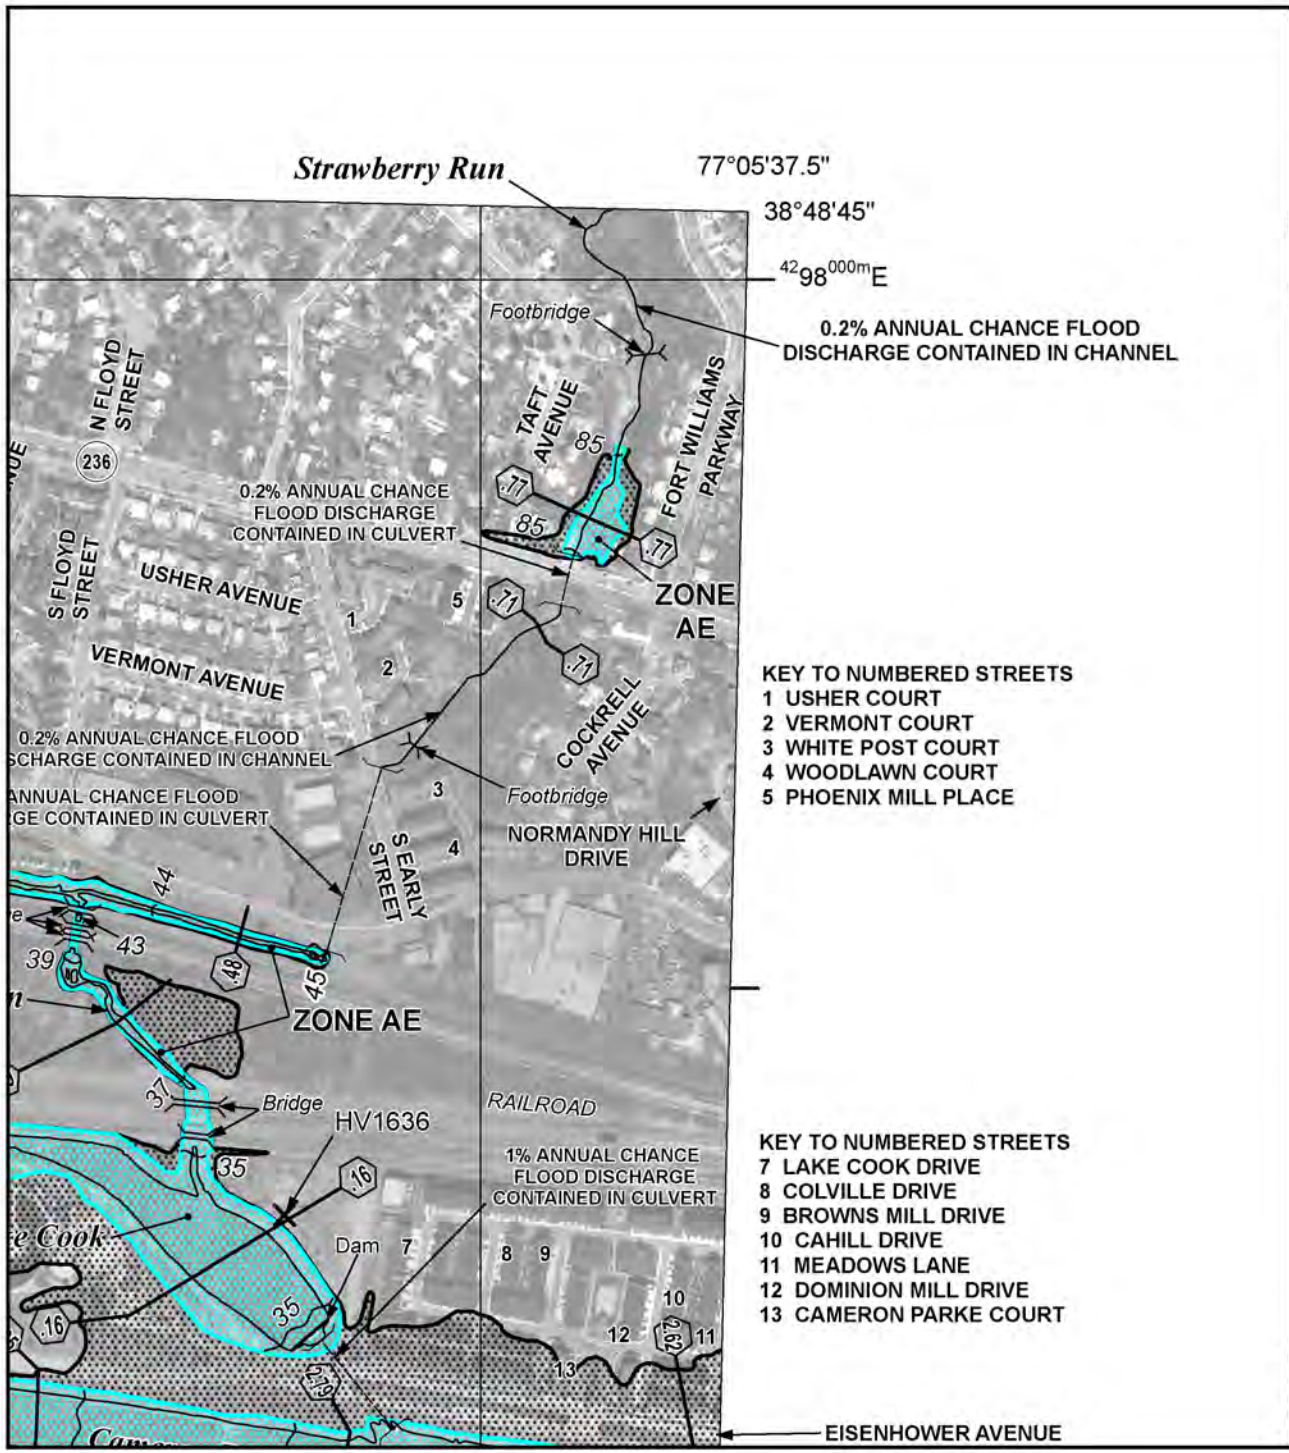 Strawberry Run
77°05'37.5"
38°48'45"
4298000mE
Footbridge
0.2% ANNUAL CHANCE FLOOD
DISCHARGE CONTAINED IN CHANNEL
N FLOYD
STREET
TAFT
AVENUE
FORT WILLIAMS
PARKWAY
85
236
.77
0.2% ANNUAL CHANCE
FLOOD DISCHARGE
CONTAINED IN CULVERT
85
.77
S FLOYD
STREET
USHER AVENUE
ZONE
AE
5
.71
1
.71
2
VERMONT AVENUE
COCKRELL
AVENUE
KEY TO NUMBERED STREETS
1 USHER COURT
2 VERMONT COURT
3 WHITE POST COURT
4 WOODLAWN COURT
5 PHOENIX MILL PLACE
0.2% ANNUAL CHANCE FLOOD
SCHARGE CONTAINED IN CHANNEL
3
Footbridge
ANNUAL CHANCE FLOOD
GE CONTAINED IN CULVERT
NORMANDY HILL
DRIVE
4
S EARLY
STREET
44
43
39
.48
45
ZONE AE
37
Bridge
RAILROAD
HV1636
35
.16
1% ANNUAL CHANCE
FLOOD DISCHARGE
CONTAINED IN CULVERT
KEY TO NUMBERED STREETS
7 LAKE COOK DRIVE
8 COLVILLE DRIVE
9 BROWNS MILL DRIVE
10 CAHILL DRIVE
11 MEADOWS LANE
12 DOMINION MILL DRIVE
13 CAMERON PARKE COURT
Cook
Dam
7
8
9
10
35
.16
12
2.62
11
13
2.79
EISENHOWER AVENUE